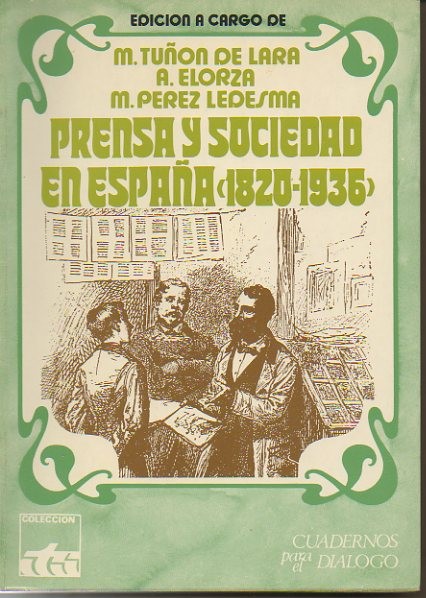 EDICION A CARGO DE
M. TUÑON DE LARA
A. ELORZA
M. PEREZ LEDESMA
PRENSA Y SOCIEDAD
EN ESPAÑA (1820-1936)
COLECCION
ITHS
CUADERNOS
para el DIALOGO